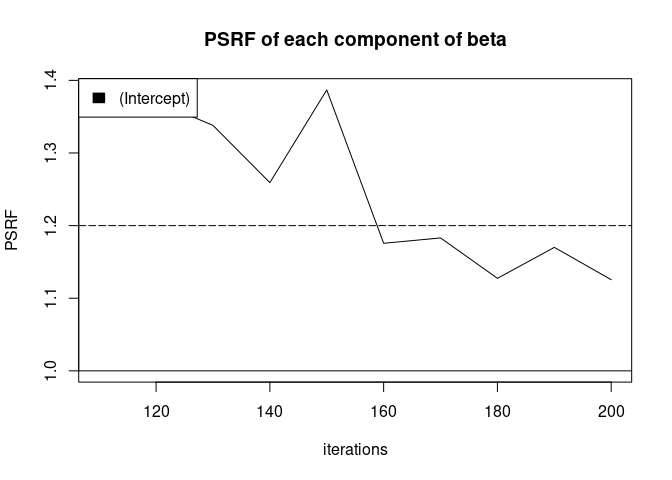 PSRF of each component of beta
(Intercept)
PSRF
1.4
1.3
1.2
1.1
1.0
120 140 160 180 200
iterations